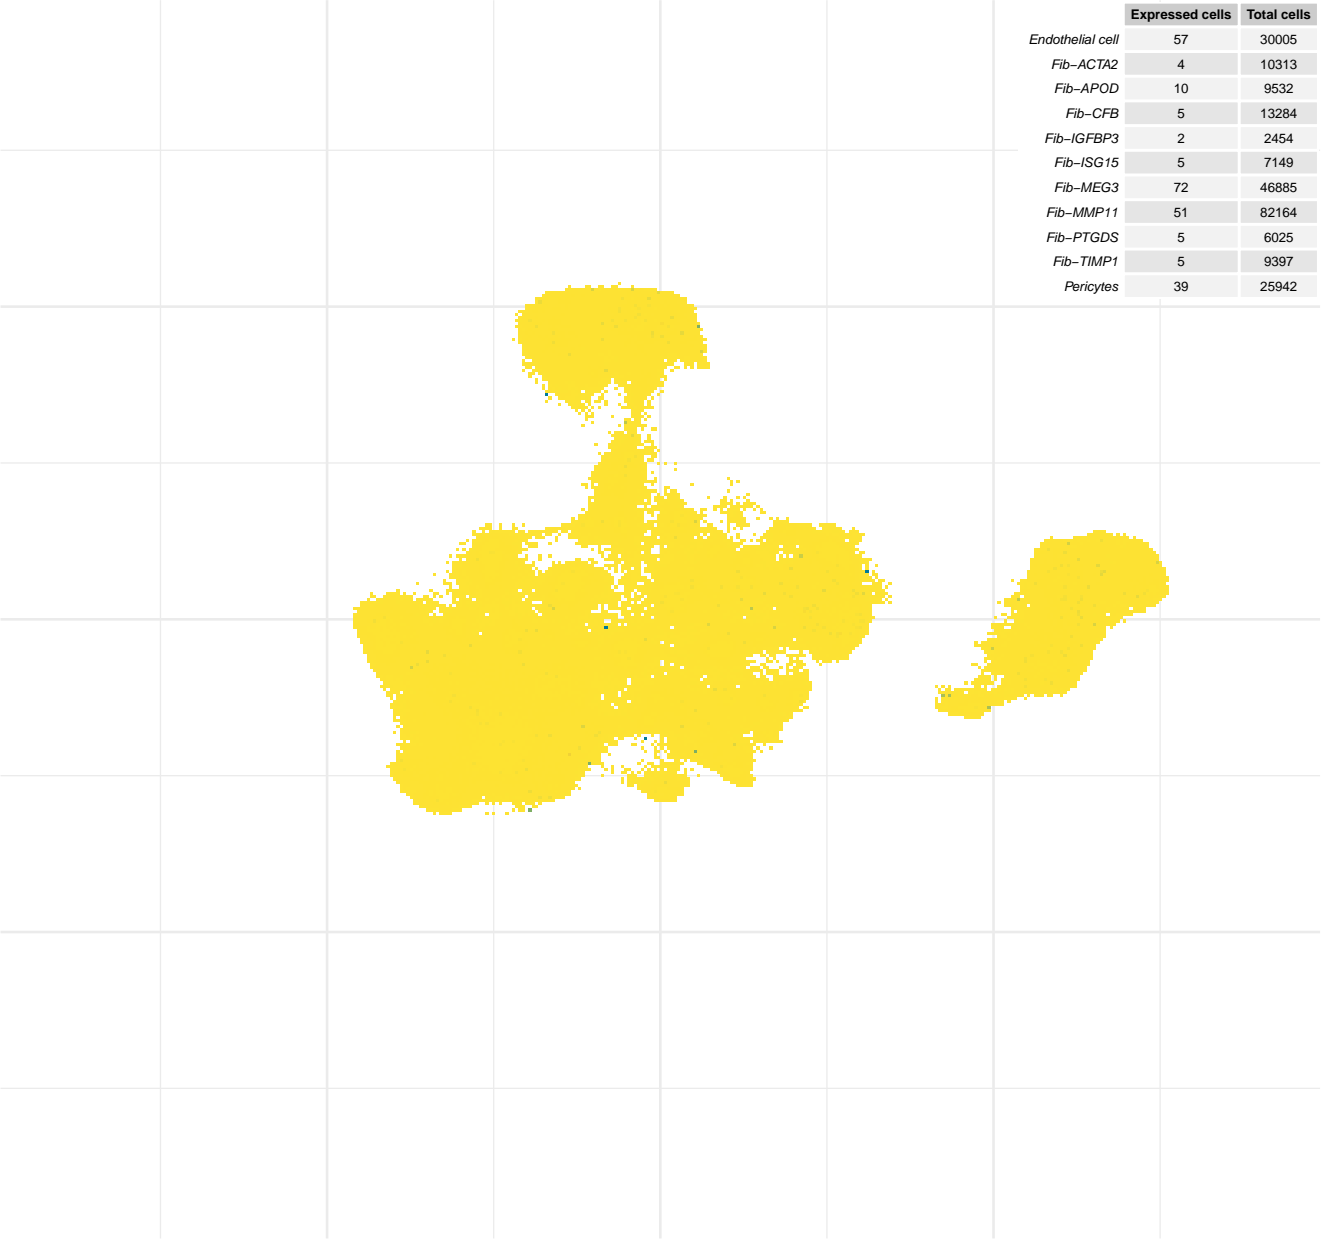 Expressed cells Total cells
Endothelial cell 57 30005
Fib−ACTA2 4 10313
Fib−APOD 10 9532
Fib−CFB 5 13284
Fib−IGFBP3 2 2454
Fib−ISG15 5 7149
Fib−MEG3 72 46885
Fib−MMP11 51 82164
Fib−PTGDS 5 6025
Fib−TIMP1 5 9397
Pericytes 39 25942